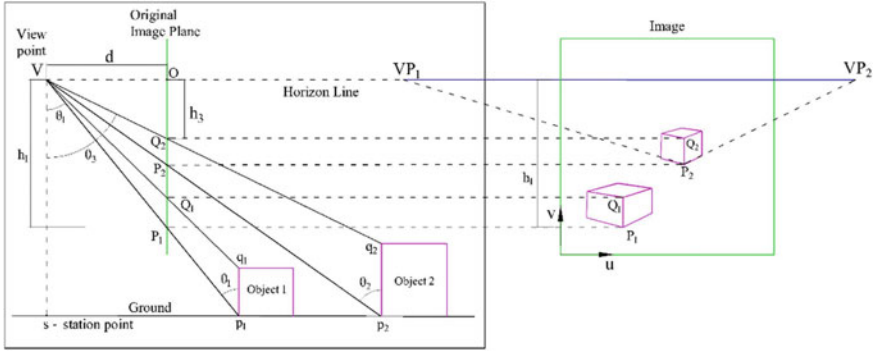 Original
Image Plane
Image
View
point
d
V
O
VP₁
VP₂
Horizon Line
θ₁
h₃
θ₃
Q₂
Q₂
h₁
P₂
P₂
h₁
Q₁
Q₁
v
P₁
P₁
q₂
q₁
u
θ₁
Object 1
θ₂
Object 2
Ground
s - station point
p₁
p₂